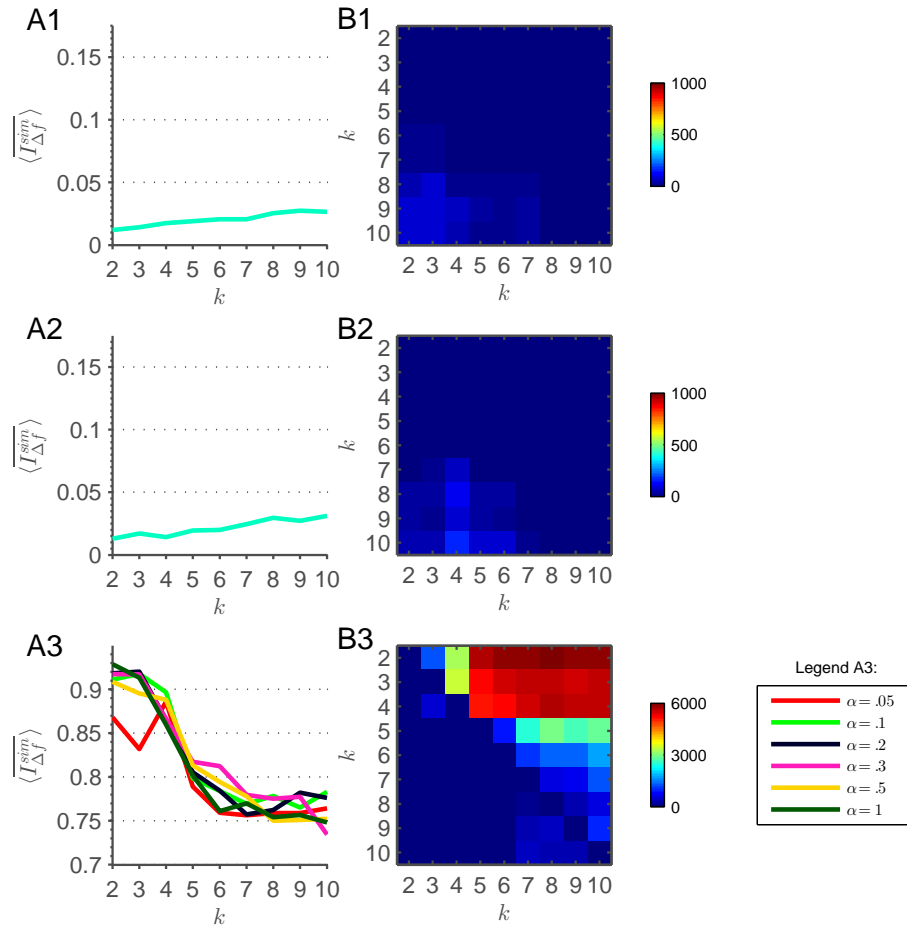 A1
0.15
0.1
0.05
0
2 3 4 5 6 7 8 9 10
k
⟨I^{sim}_{Δf}⟩
B1
2
3
4
5
6
7
8
9
10
k
2 3 4 5 6 7 8 9 10
k
1000
500
0
A2
0.15
0.1
0.05
0
2 3 4 5 6 7 8 9 10
k
⟨I^{sim}_{Δf}⟩
B2
2
3
4
5
6
7
8
9
10
k
2 3 4 5 6 7 8 9 10
k
1000
500
0
A3
0.9
0.85
0.8
0.75
0.7
2 3 4 5 6 7 8 9 10
k
⟨I^{sim}_{Δf}⟩
B3
2
3
4
5
6
7
8
9
10
k
2 3 4 5 6 7 8 9 10
k
6000
3000
0
Legend A3:
α = .05
α = .1
α = .2
α = .3
α = .5
α = 1